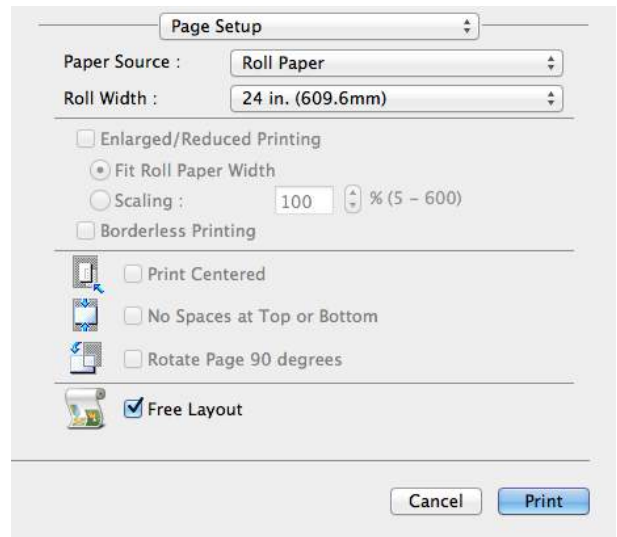 Page Setup
Paper Source : Roll Paper
Roll Width : 24 in. (609.6mm)
Enlarged/Reduced Printing
Fit Roll Paper Width
Scaling : 100 % (5 – 600)
Borderless Printing
Print Centered
No Spaces at Top or Bottom
Rotate Page 90 degrees
Free Layout
Cancel Print